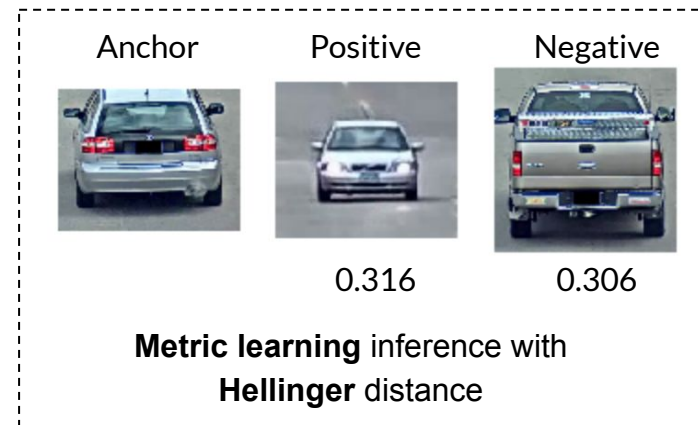 Anchor Positive Negative
0.316 0.306
Metric learning inference with
Hellinger distance